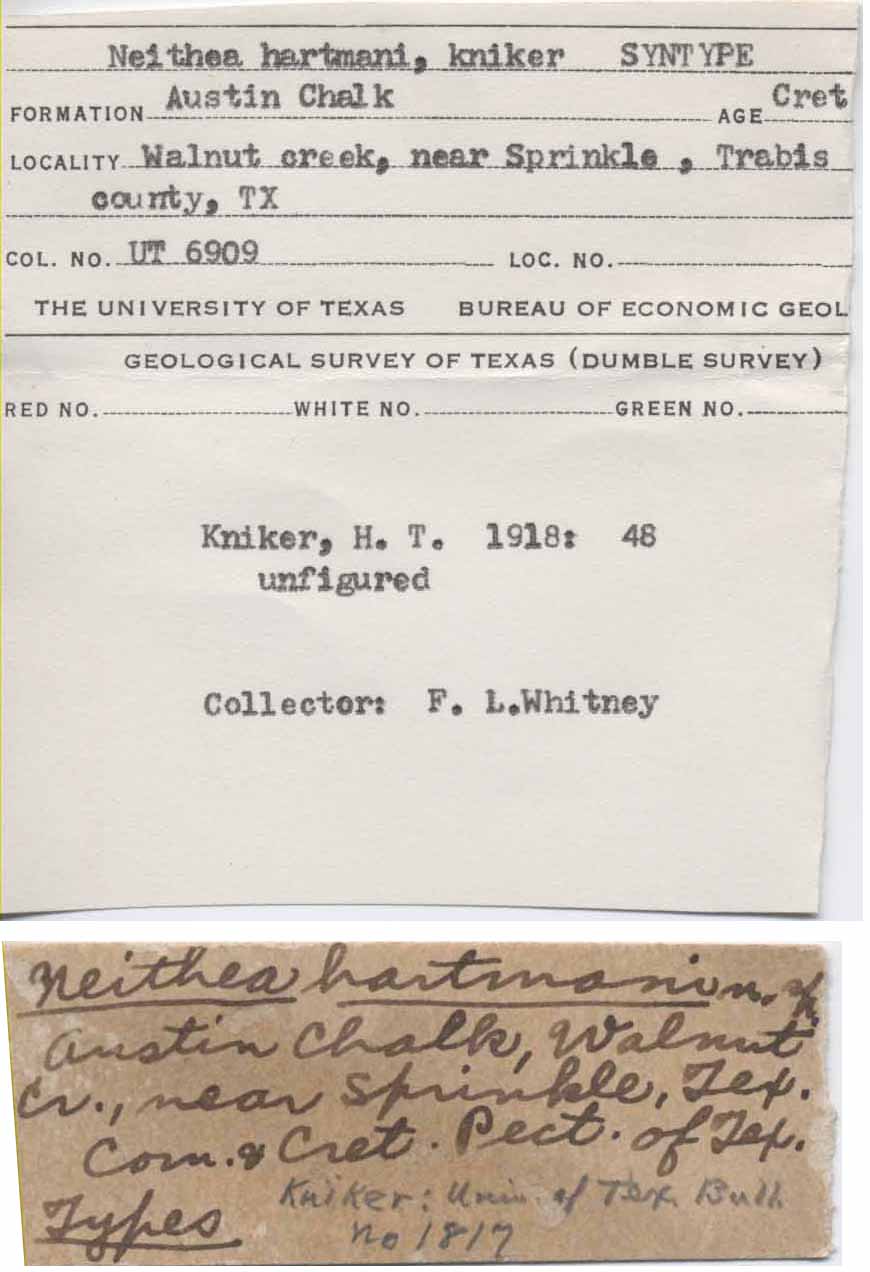 Neithea hartmani, kniker SYNTYPE
FORMATION Austin Chalk AGE Cret
LOCALITY Walnut creek, near Sprinkle , Trabis
county, TX
COL. NO. UT 6909 LOC. NO.
THE UNIVERSITY OF TEXAS BUREAU OF ECONOMIC GEOL
GEOLOGICAL SURVEY OF TEXAS (DUMBLE SURVEY)
RED NO. WHITE NO. GREEN NO.
Kniker, H. T. 1918: 48
unfigured
Collector: F. L.Whitney
Neithea hartmani n.
Austin Chalk, Walnut
Cr., near Sprinkle, Tex.
Com. & Cret. Pect. of Tex.
Types Kniker: Univ. of Tex. Bull.
no 1817